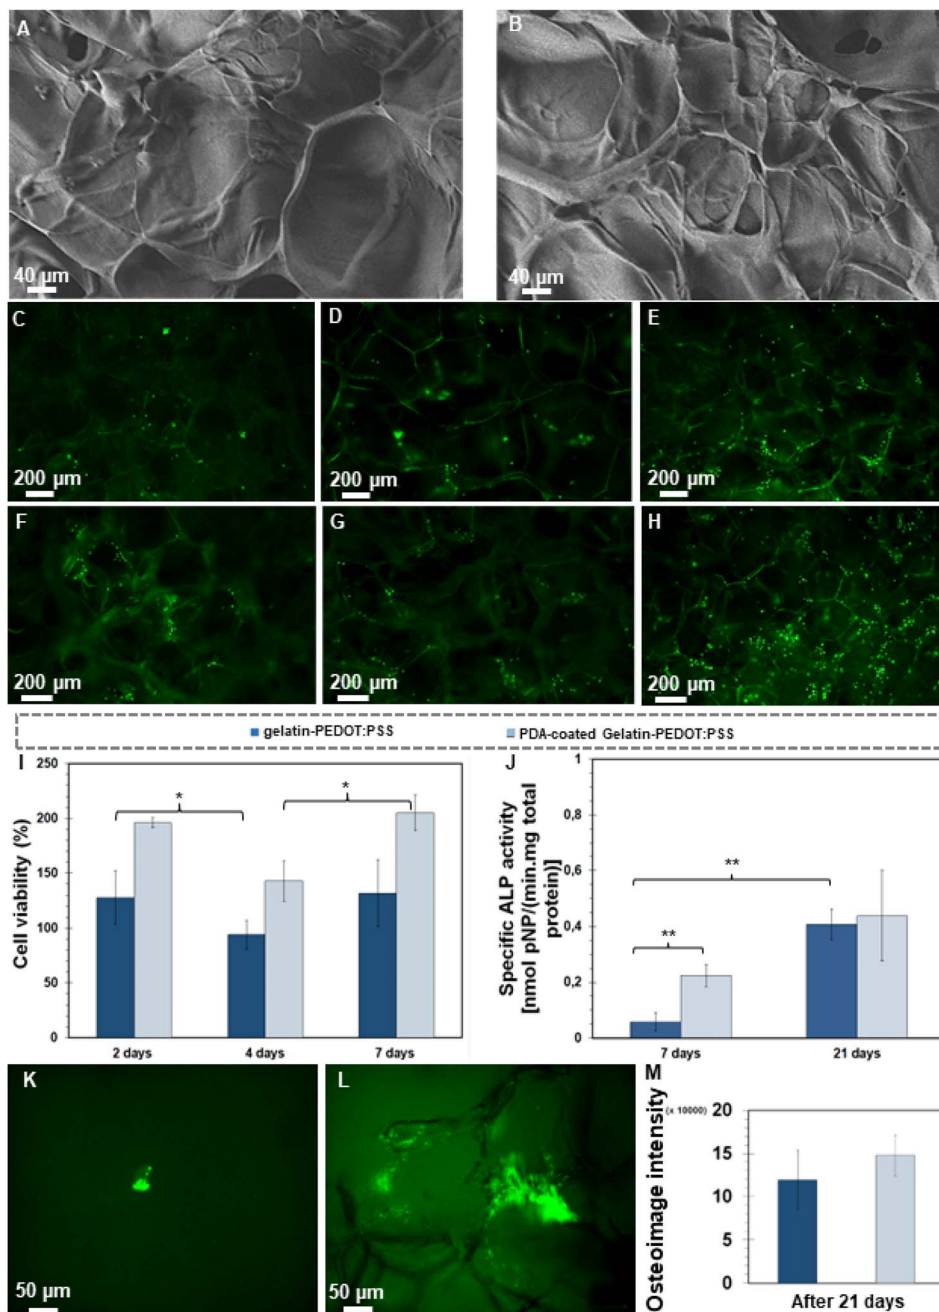 A
B
40 µm
40 µm
C
D
E
200 µm
200 µm
200 µm
F
G
H
200 µm
200 µm
200 µm
gelatin-PEDOT:PSS
PDA-coated Gelatin-PEDOT:PSS
I
250
200
150
100
50
0
Cell viability (%)
*
*
2 days
4 days
7 days
J
1
0,8
0,6
0,4
0,2
0
Specific ALP activity
[nmol pNP/(min.mg total
protein)]
**
**
7 days
21 days
K
L
50 µm
50 µm
M
(x 10000)
20
15
10
5
0
Osteoimage intensity
After 21 days